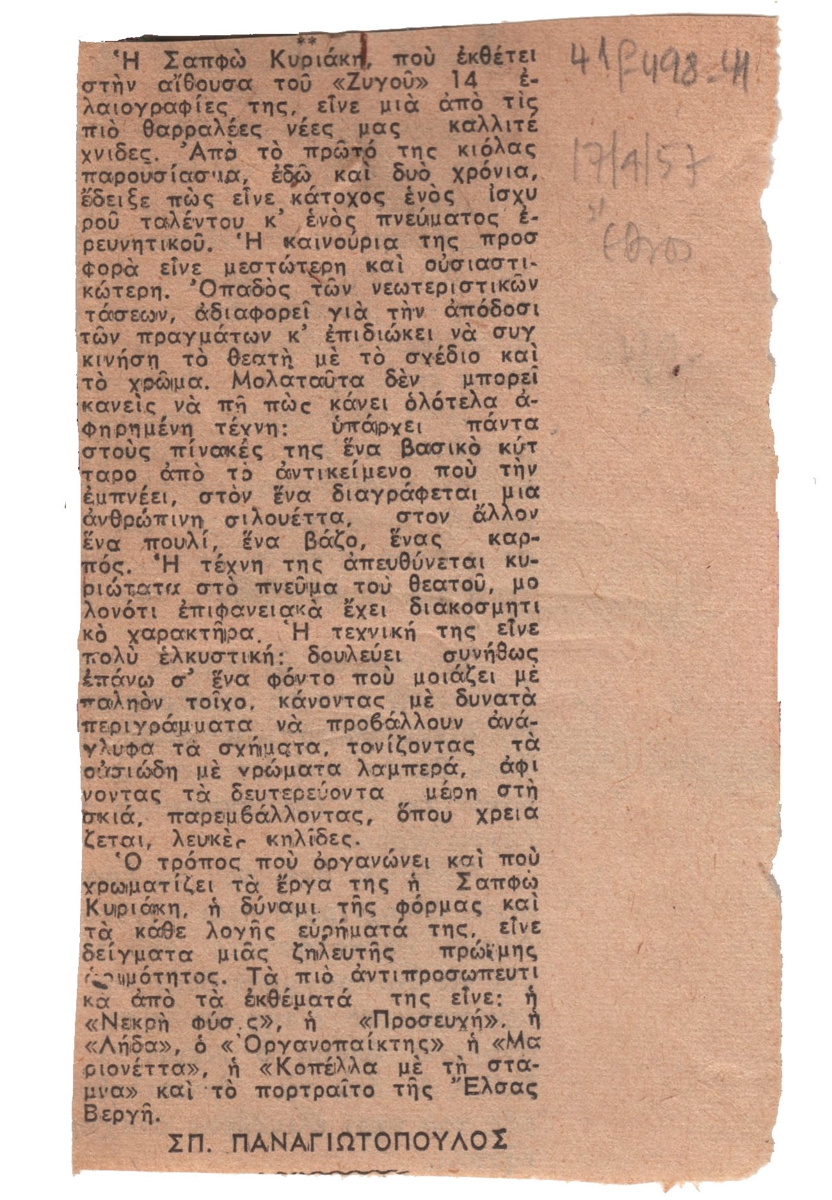 **
Ἡ Σαπφὼ Κυριάκη, ποὺ ἐκθέτει
στὴν αἴθουσα τοῦ «Ζυγοῦ» 14 ἐ-
λαιογραφίες της, εἶνε μιὰ ἀπὸ τὶς
πιὸ θαρραλέες νέες μας καλλιτέ
χνιδες. Ἀπὸ τὸ πρῶτό της κιόλας
παρουσίασμα, ἐδῶ καὶ δυὸ χρόνια,
ἔδειξε πὼς εἶνε κάτοχος ἑνὸς ἰσχυ
ροῦ ταλέντου κ' ἑνὸς πνεύματος ἐ-
ρευνητικοῦ. Ἡ καινούρια της προσ
φορὰ εἶνε μεστώτερη καὶ οὐσιαστι-
κώτερη. Ὀπαδὸς τῶν νεωτεριστικῶν
τάσεων, ἀδιαφορεῖ γιὰ τὴν ἀπόδοσι
τῶν πραγμάτων κ' ἐπιδιώκει νὰ συγ
κινήση τὸ θεατὴ μὲ τὸ σχέδιο καὶ
τὸ χρῶμα. Μολαταῦτα δὲν μπορεῖ
κανεὶς νὰ πῆ πὼς κάνει ὁλότελα ἀ-
φηρημένη τέχνη: ὑπάρχει πάντα
στοὺς πίνακές της ἕνα βασικὸ κύτ
ταρο ἀπὸ τὸ ἀντικείμενο ποὺ τὴν
ἐμπνέει, στὸν ἕνα διαγράφεται μια
ἀνθρώπινη σιλουέττα, στον ἄλλον
ἕνα πουλί, ἕνα βάζο, ἕνας καρ-
πός. Ἡ τέχνη της ἀπευθύνεται κυ-
ριώτατα στὸ πνεῦμα τοῦ θεατοῦ, μο
λονότι ἐπιφανειακὰ ἔχει διακοσμητι
κὸ χαρακτῆρα. Ἡ τεχνική της εἶνε
πολὺ ἑλκυστική: δουλεύει συνήθως
ἐπάνω σ' ἕνα φόντο ποὺ μοιάζει μὲ
παληὸν τοῖχο, κάνοντας μὲ δυνατὰ
περιγράμματα νὰ προβάλλουν ἀνά-
γλυφα τὰ σχήματα, τονίζοντας τὰ
οὐσιώδη μὲ χρώματα λαμπερά, ἀφί
νοντας τὰ δευτερεύοντα μέρη στὴ
σκιά, παρεμβάλλοντας, ὅπου χρειά
ζεται, λευκὲς κηλῖδες.
Ὁ τρόπος ποὺ ὀργανώνει καὶ ποὺ
χρωματίζει τὰ ἔργα της ἡ Σαπφὼ
Κυριάκη, ἡ δύναμι τῆς φόρμας καὶ
τὰ κάθε λογῆς εὑρήματά της, εἶνε
δείγματα μιᾶς ζηλευτῆς πρώϊμης
ὡριμότητος. Τὰ πιὸ ἀντιπροσωπευτι
κὰ ἀπὸ τὰ ἐκθέματά της εἶνε: ἡ
«Νεκρὴ φύσις», ἡ «Προσευχή», ἡ
«Λήδα», ὁ «Ὀργανοπαίκτης» ἡ «Μα
ριονέττα», ἡ «Κοπέλλα μὲ τὴ στά-
μνα» καὶ τὸ πορτραῖτο τῆς Ἔλσας
Βεργῆ.
ΣΠ. ΠΑΝΑΓΙΩΤΟΠΟΥΛΟΣ
17/4/57
Εθνος